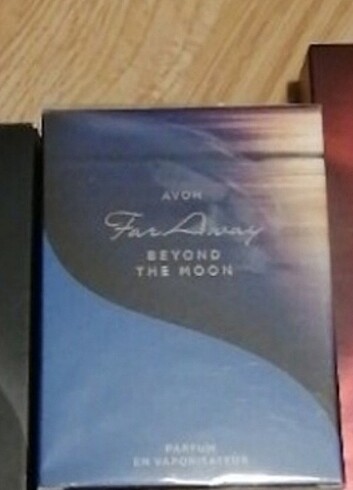 AVON
Far Away
BEYOND
THE MOON
PARFUM
EN VAPORISATEUR